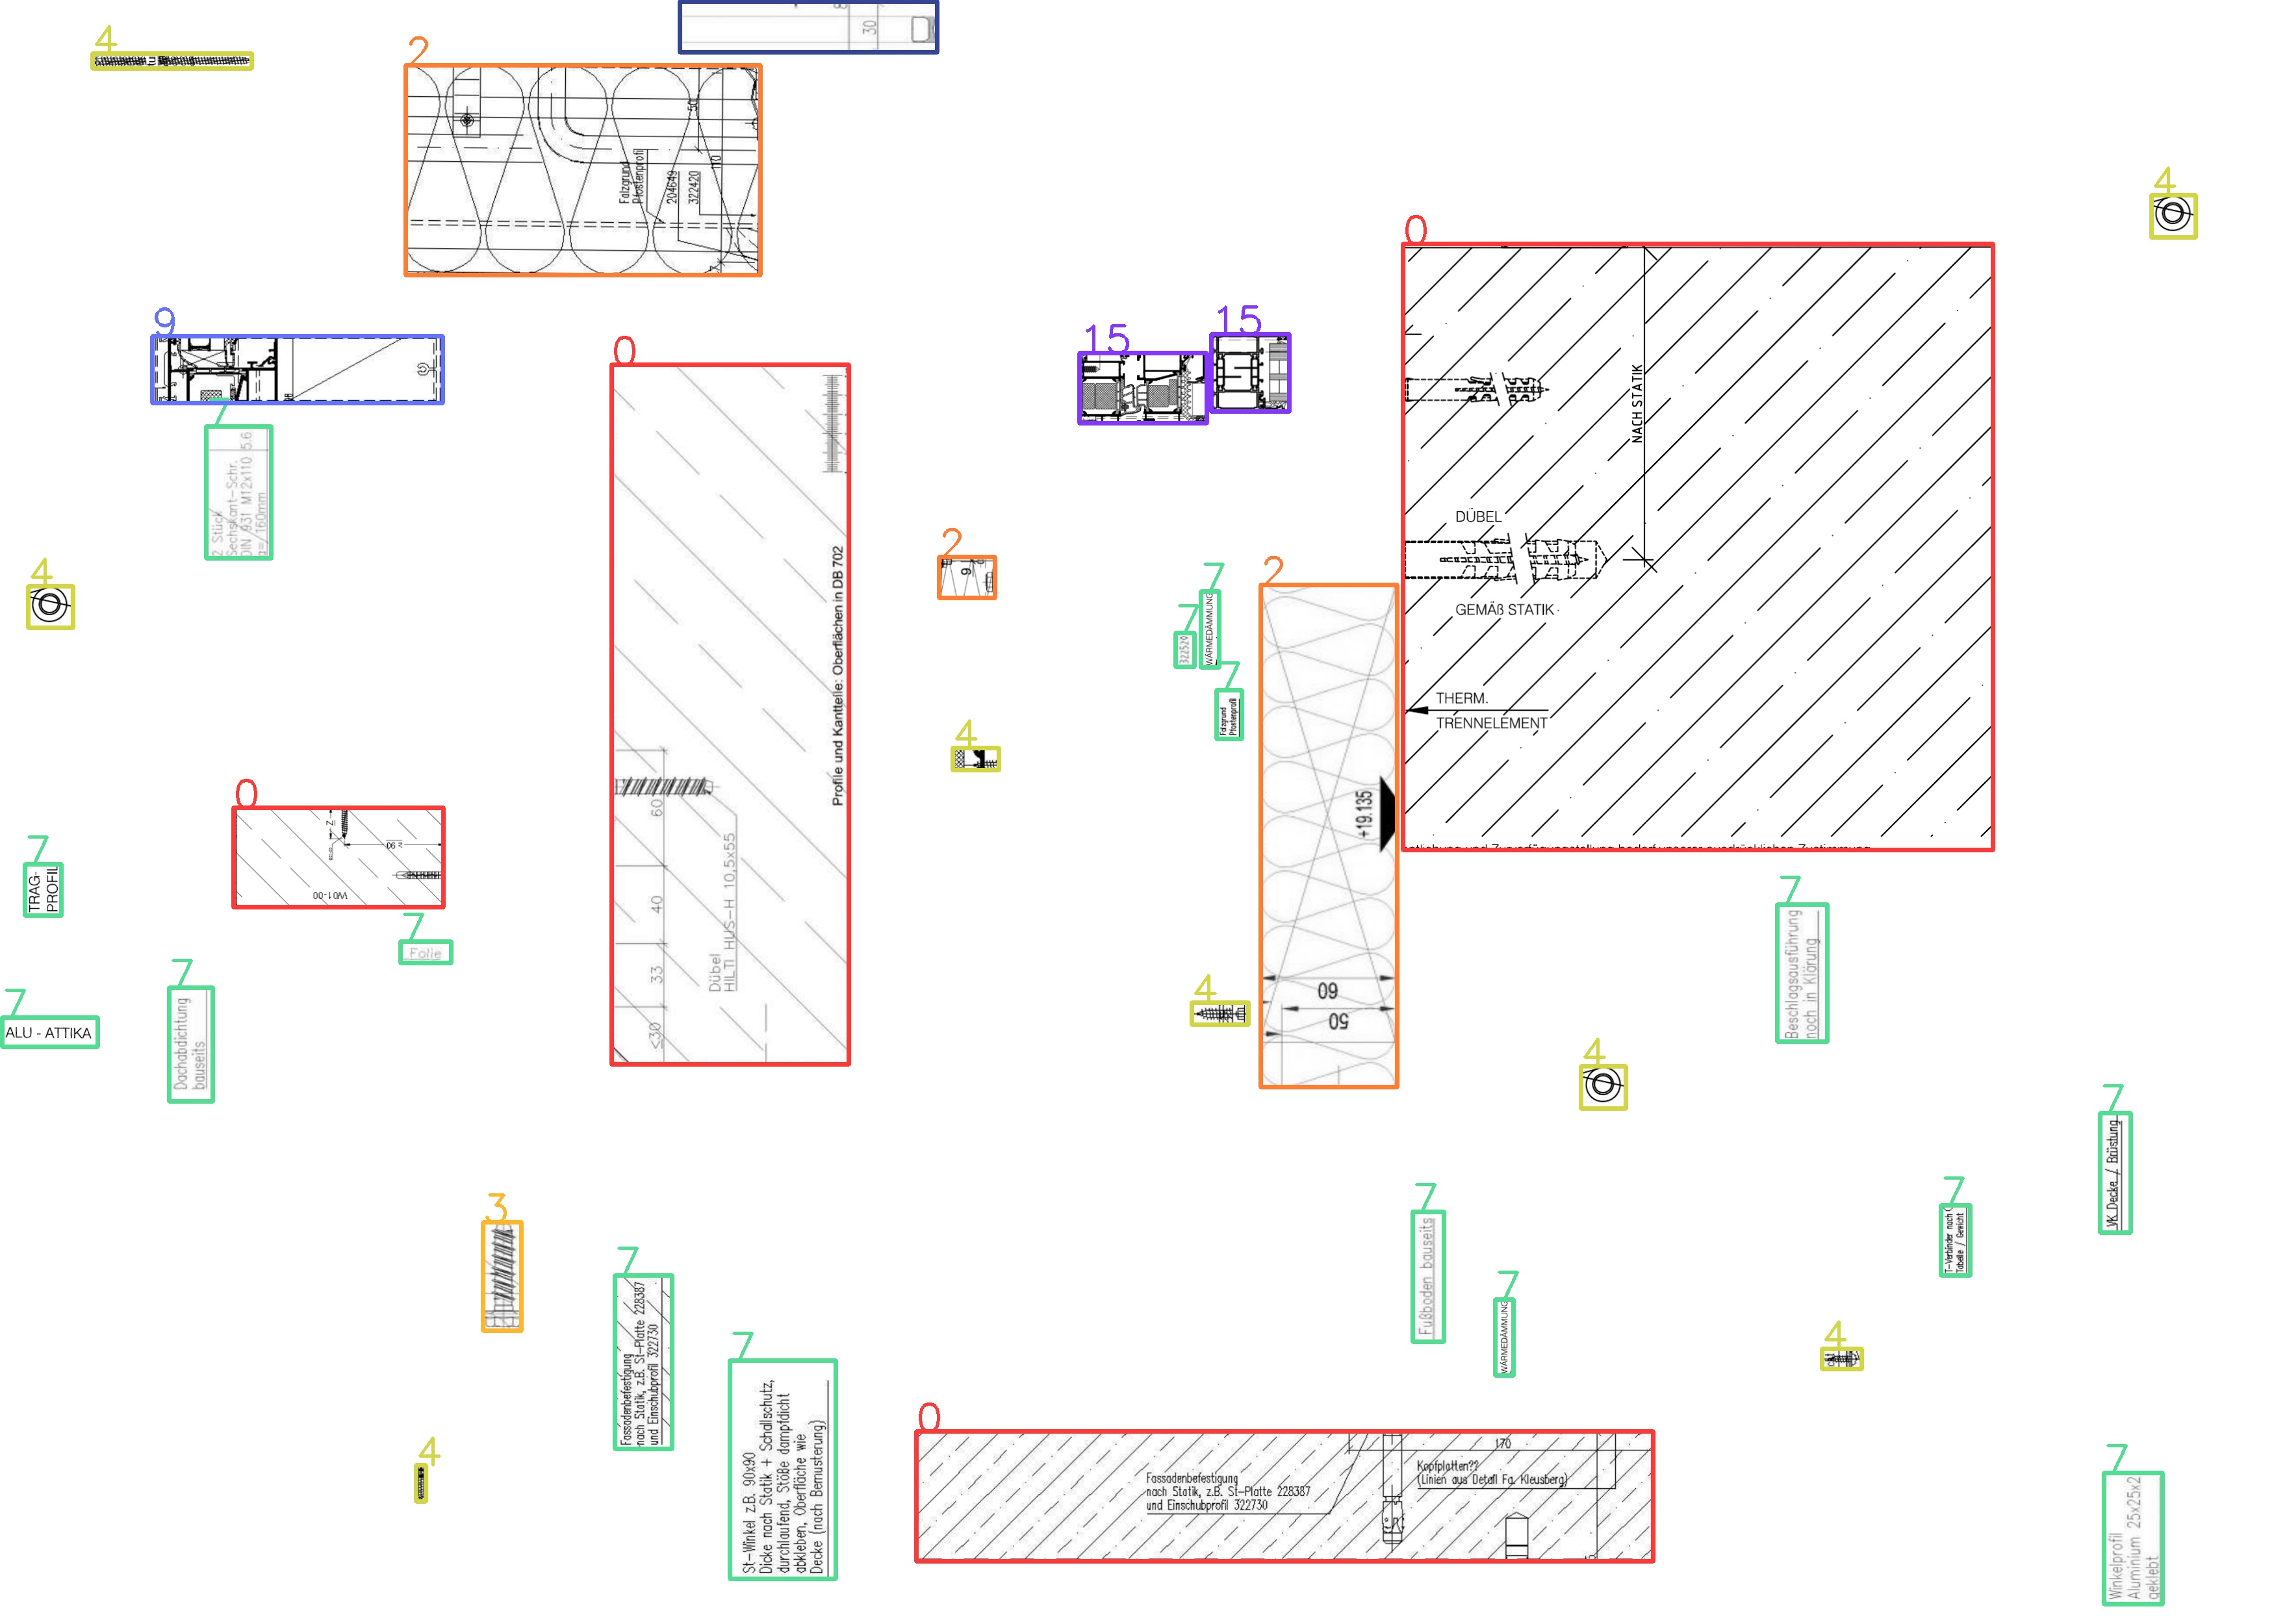 4
2
30
50
110
Falzgrund
Pfostenprofil
204649
322420
4
0
9
0
15
15
NACH STATIK
DÜBEL
GEMÄß STATIK
THERM.
TRENNELEMENT
7
2 Stück
Sechskant-Schr.
DIN 931 M12x110 5.6
g=/160mm
Profile und Kantteile: Oberflächen in DB 702
60
40
33
≤30
Dübel
HILTI HUS-H 10,5x55
2
9
2
7
WÄRMEDÄMMUNG
7
322529
7
Falzgrund
Pfostenprofil
+19.135
60
50
4
4
0
90
W01-00
7
TRAG-
PROFIL
7
Folie
7
Dachabdichtung
bauseits
7
ALU - ATTIKA
4
7
Beschlagsausführung
noch in Klärung
4
7
VK Decke / Brüstung
3
7
Fassadenbefestigung
nach Statik, z.B. St-Platte 228387
und Einschubprofil 322730
7
St-Winkel z.B. 90x90
Dicke nach Statik + Schallschutz,
durchlaufend, Stöße dampfdicht
abkleben, Oberfläche wie
Decke (nach Bemusterung)
7
Fußboden bauseits
7
WÄRMEDÄMMUNG
7
T-Verbinder nach
Tabelle / Gewicht
4
4
0
170
Fassadenbefestigung
nach Statik, z.B. St-Platte 228387
und Einschubprofil 322730
Kopfplatten??
(Linien aus Detail Fa. Kleusberg)
7
Winkelprofil
Aluminium 25x25x2
geklebt